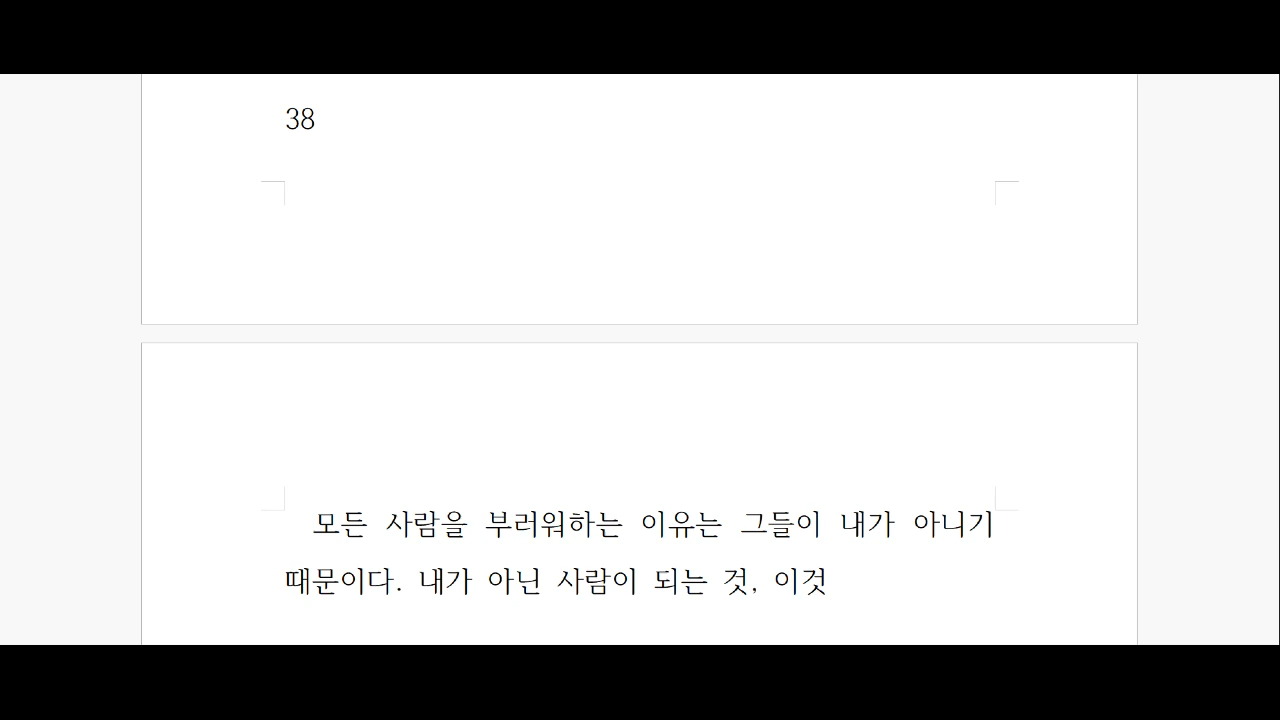 38
모든 사람을 부러워하는 이유는 그들이 내가 아니기
때문이다. 내가 아닌 사람이 되는 것, 이것